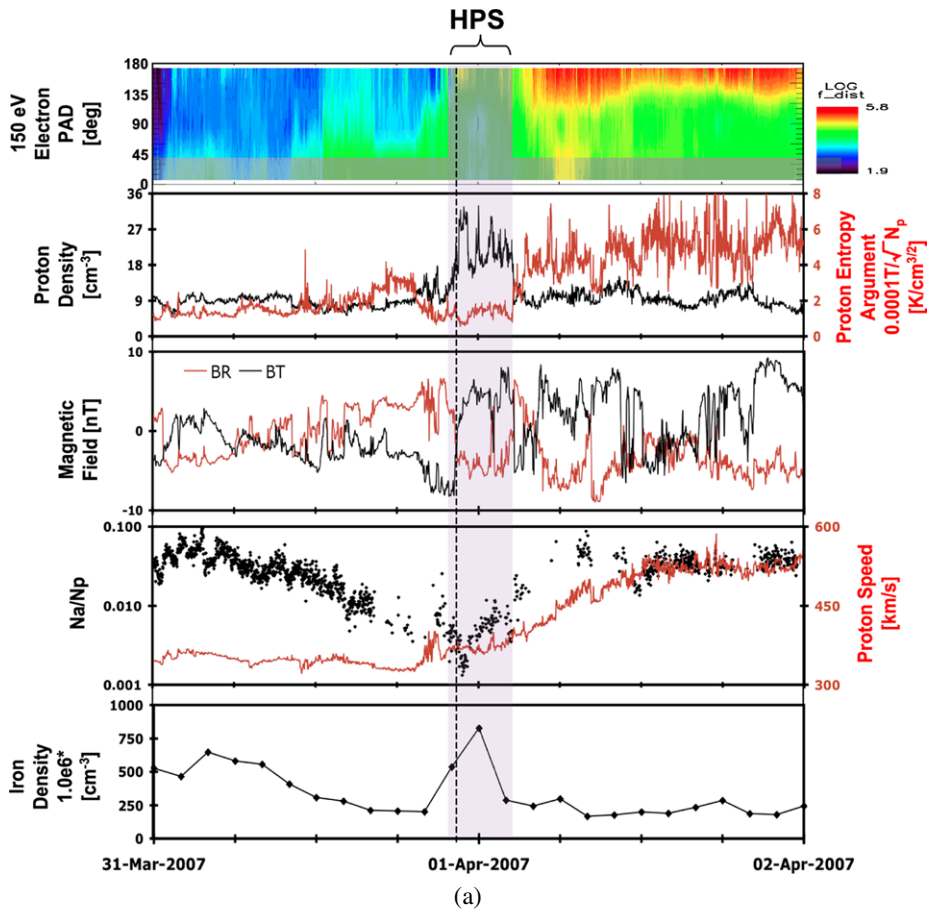 HPS
150 eV
Electron
PAD
[deg]
180
135
90
45
0
LOG
f_dist
5.8
1.9
Proton
Density
[cm-3]
36
27
18
9
0
8
6
4
2
0
Proton Entropy
Argument
0.0001T/√Np
[K/cm3/2]
Magnetic
Field [nT]
10
0
-10
BR
BT
Na/Np
0.100
0.010
0.001
600
450
300
Proton Speed
[km/s]
Iron
Density
1.0e6*
[cm-3]
1000
750
500
250
0
31-Mar-2007
01-Apr-2007
02-Apr-2007
(a)